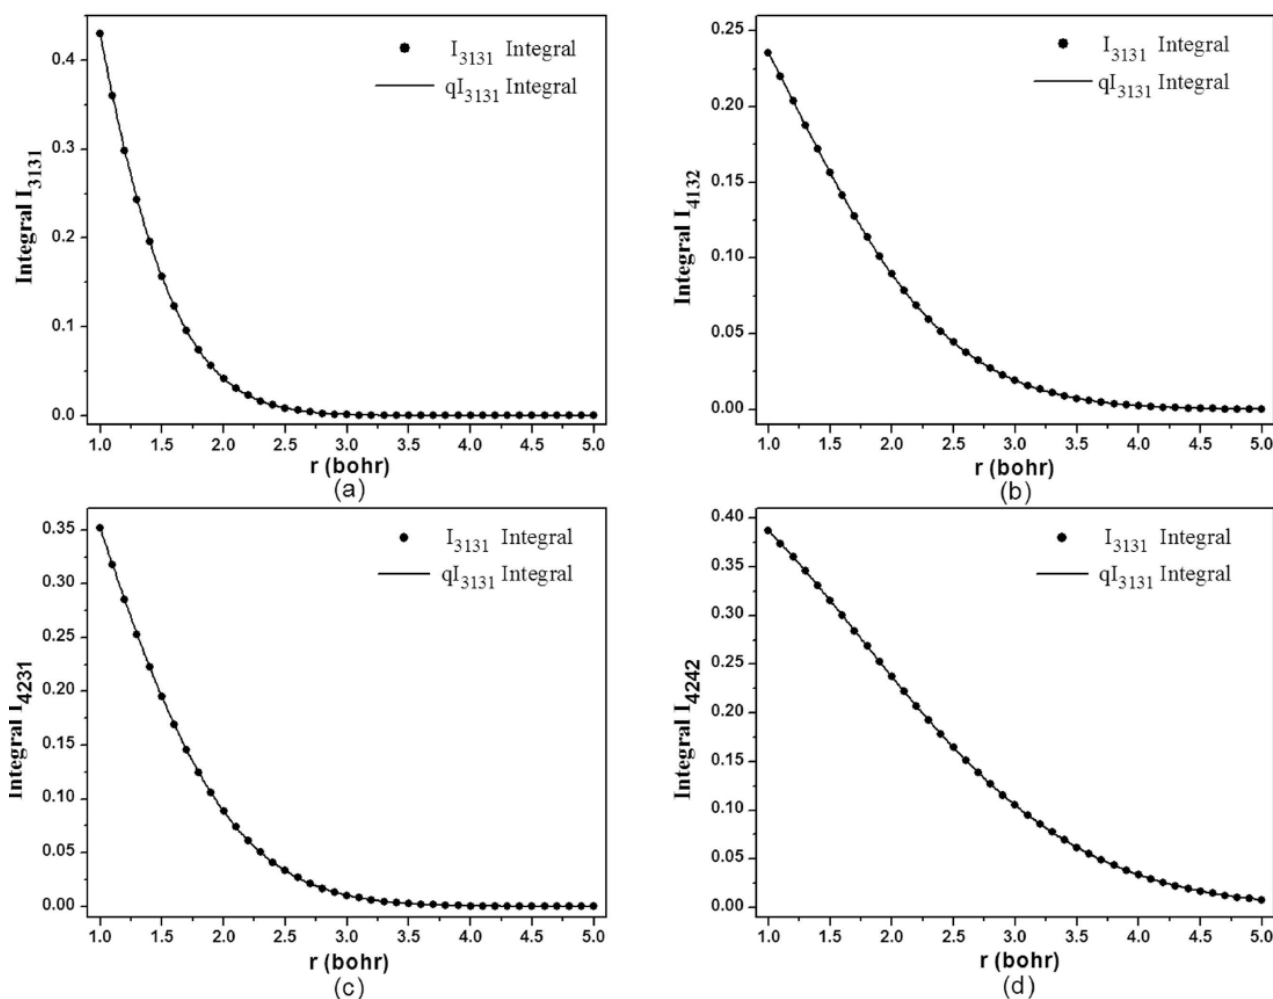 I3131 Integral
qI3131 Integral
Integral I3131
0.4
0.3
0.2
0.1
0.0
1.0 1.5 2.0 2.5 3.0 3.5 4.0 4.5 5.0
r (bohr)
(a)
I3131 Integral
qI3131 Integral
Integral I4132
0.25
0.20
0.15
0.10
0.05
0.00
1.0 1.5 2.0 2.5 3.0 3.5 4.0 4.5 5.0
r (bohr)
(b)
I3131 Integral
qI3131 Integral
Integral I4231
0.35
0.30
0.25
0.20
0.15
0.10
0.05
0.00
1.0 1.5 2.0 2.5 3.0 3.5 4.0 4.5 5.0
r (bohr)
(c)
I3131 Integral
qI3131 Integral
Integral I4242
0.40
0.35
0.30
0.25
0.20
0.15
0.10
0.05
0.00
1.0 1.5 2.0 2.5 3.0 3.5 4.0 4.5 5.0
r (bohr)
(d)